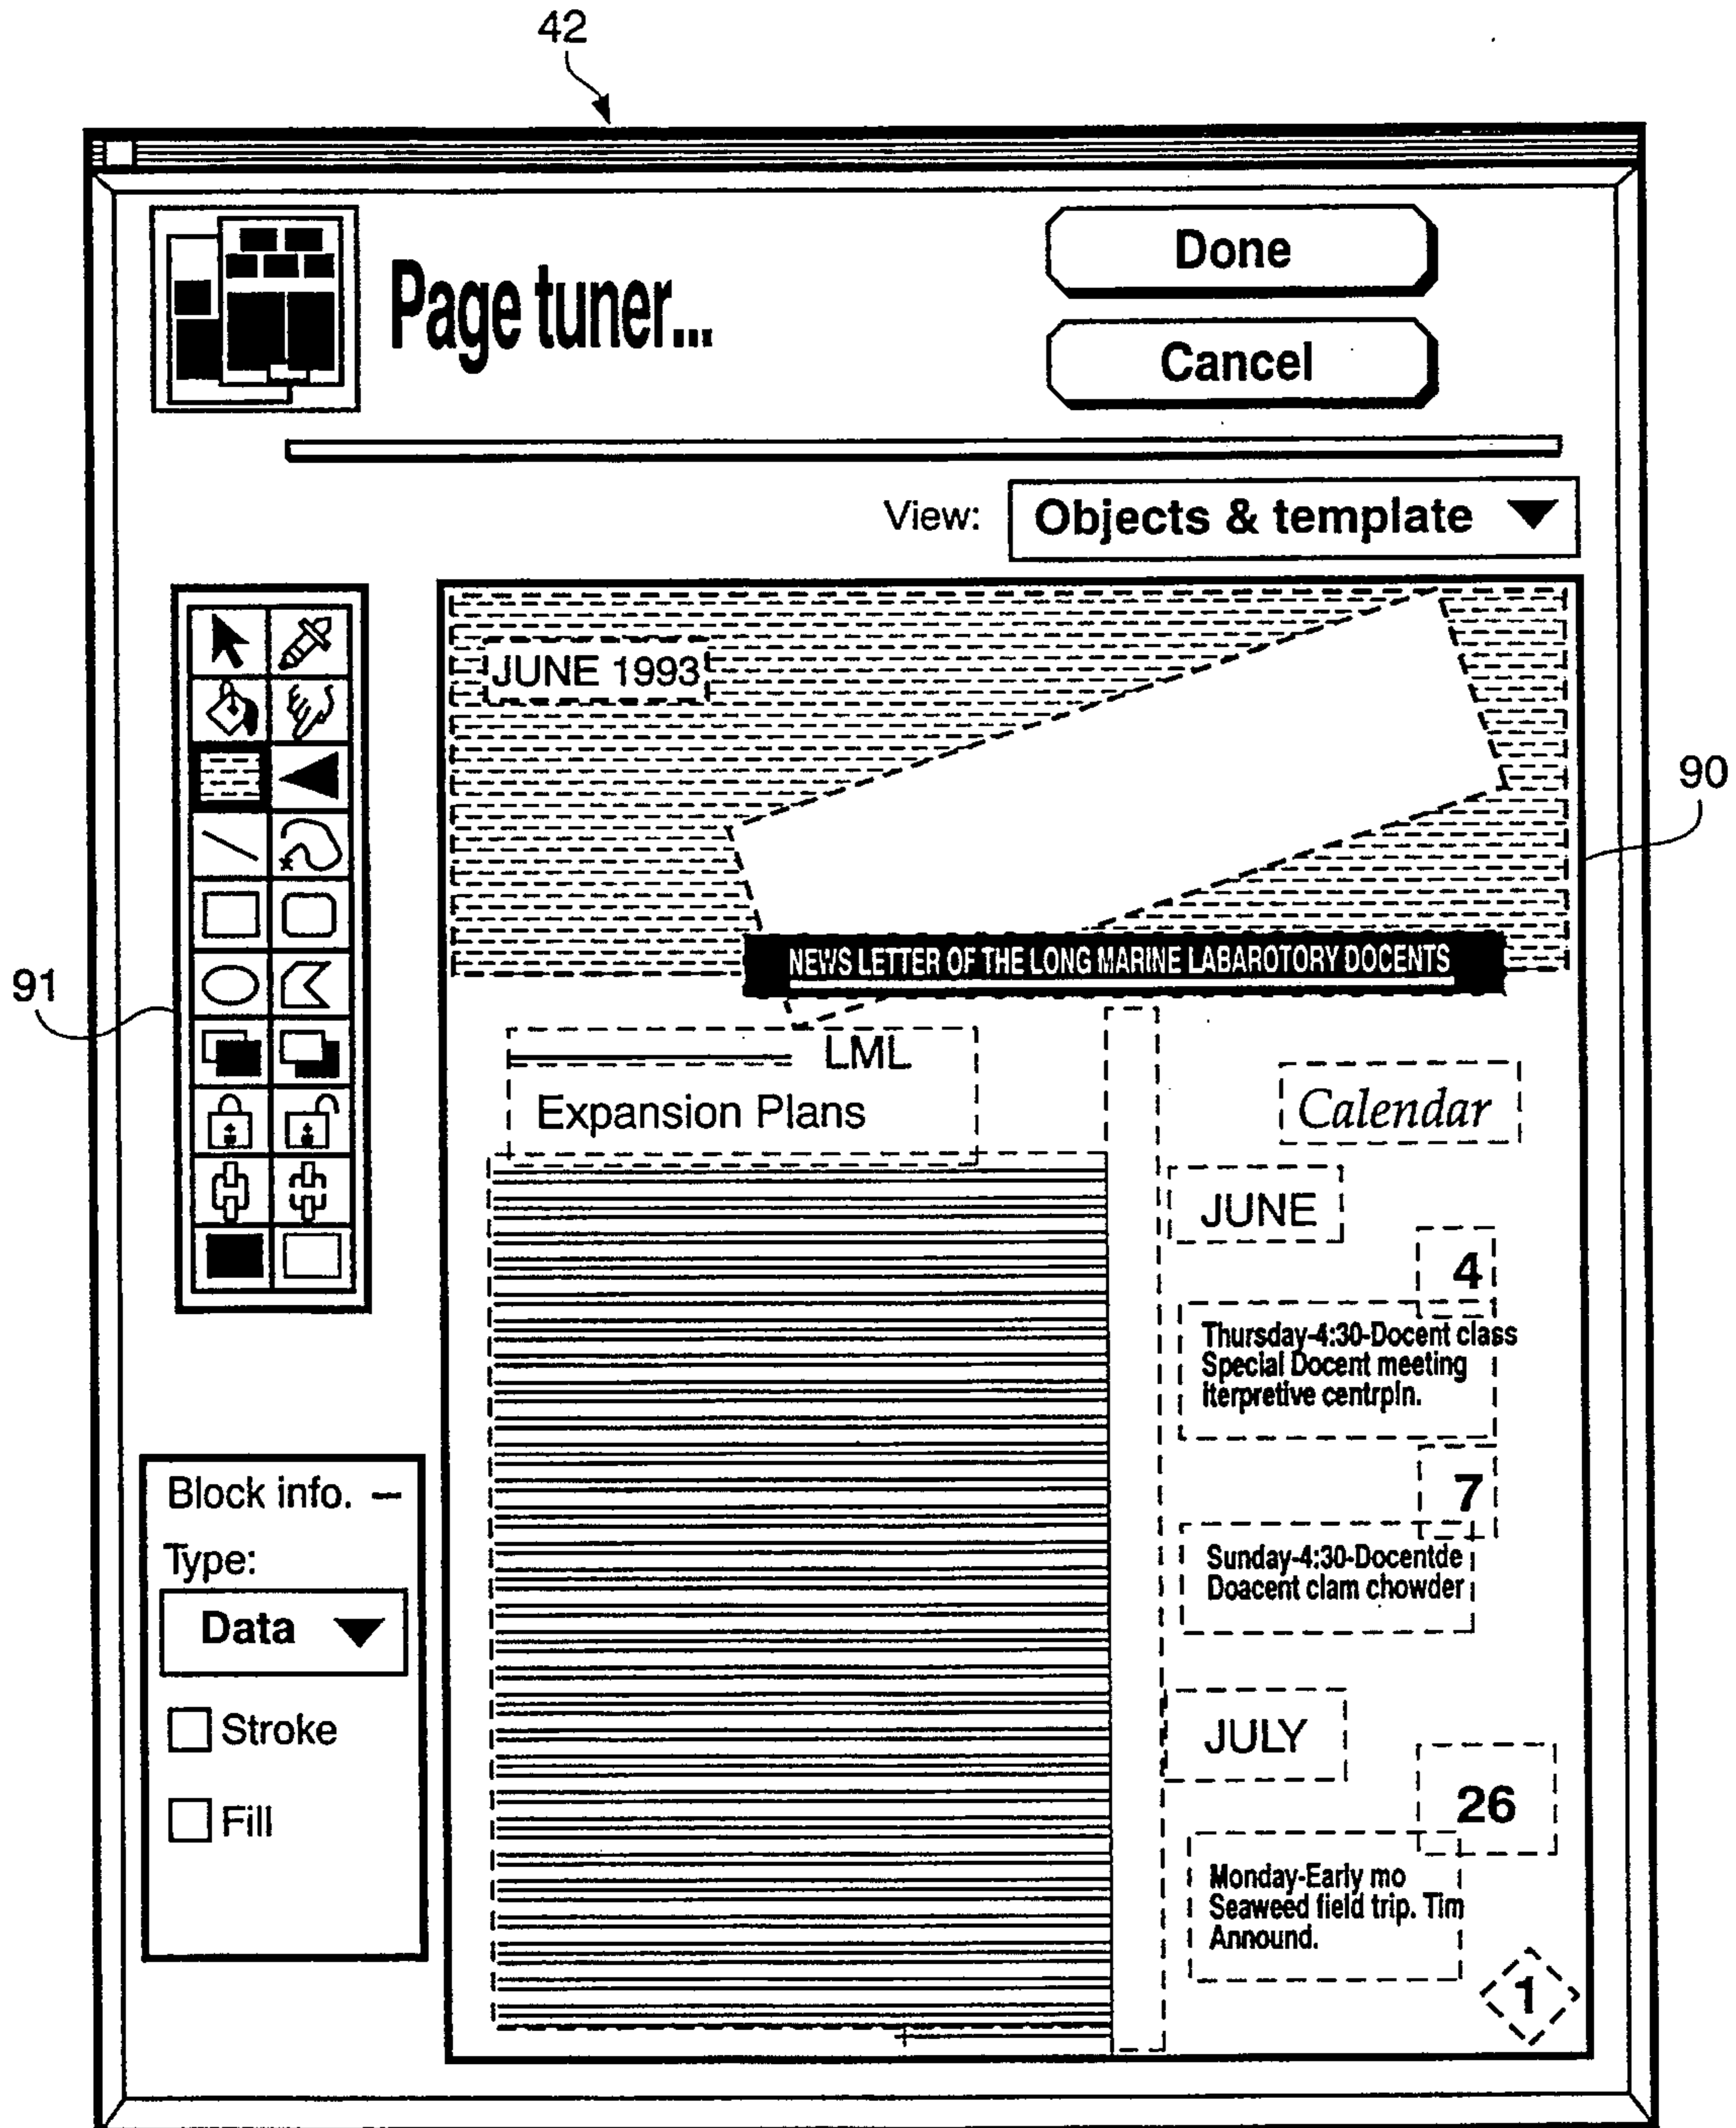 42
Page tuner...
Done
Cancel
View: Objects & template
JUNE 1993
90
NEWS LETTER OF THE LONG MARINE LABAROTORY DOCENTS
91
LML
Expansion Plans
Calendar
JUNE
4
Thursday-4:30-Docent class
Special Docent meeting
iterpretive centrpln.
7
Sunday-4:30-Docentde
Doacent clam chowder
JULY
26
Monday-Early mo
Seaweed field trip. Tim
Annound.
1
Block info. –
Type:
Data
Stroke
Fill